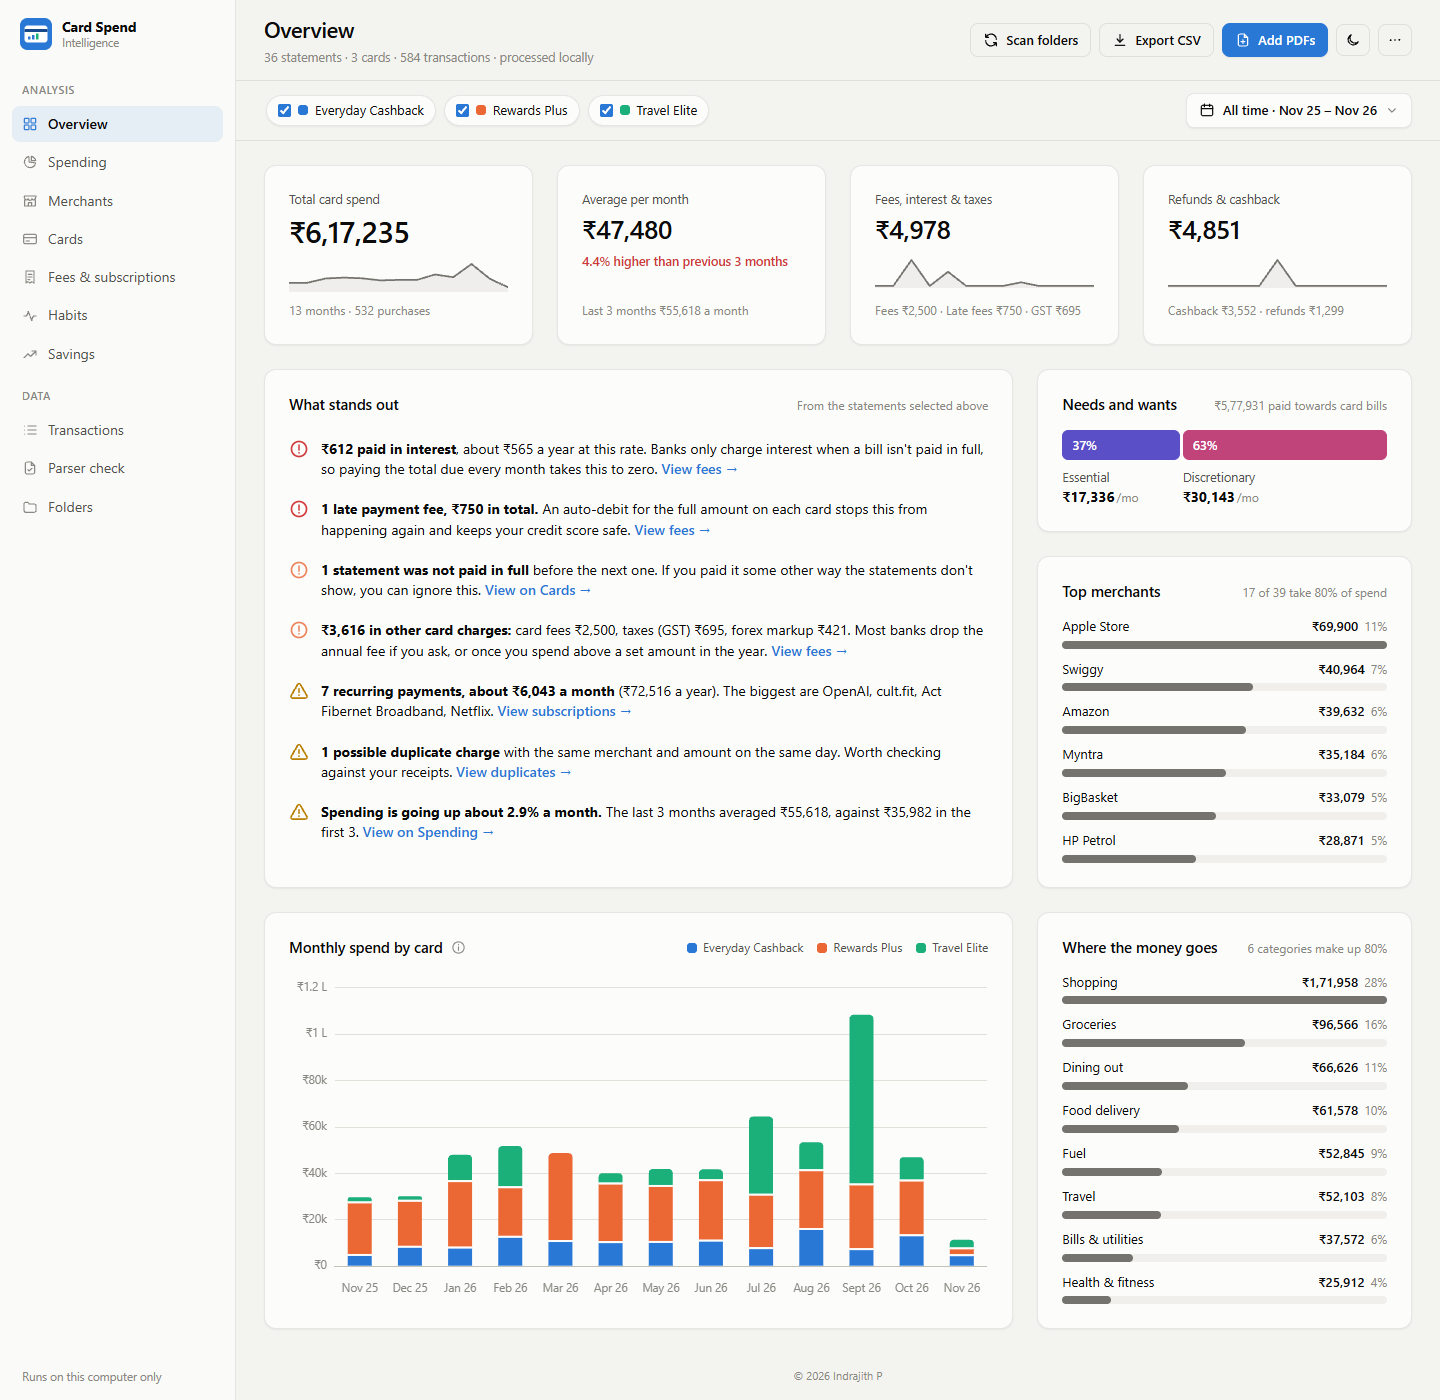 Card Spend
Intelligence
ANALYSIS
Overview
Spending
Merchants
Cards
Fees & subscriptions
Habits
Savings
DATA
Transactions
Parser check
Folders
Runs on this computer only
Overview
36 statements · 3 cards · 584 transactions · processed locally
Scan folders
Export CSV
Add PDFs
Everyday Cashback
Rewards Plus
Travel Elite
All time · Nov 25 – Nov 26
Total card spend
₹6,17,235
13 months · 532 purchases
Average per month
₹47,480
4.4% higher than previous 3 months
Last 3 months ₹55,618 a month
Fees, interest & taxes
₹4,978
Fees ₹2,500 · Late fees ₹750 · GST ₹695
Refunds & cashback
₹4,851
Cashback ₹3,552 · refunds ₹1,299
What stands out
From the statements selected above
₹612 paid in interest, about ₹565 a year at this rate. Banks only charge interest when a bill isn't paid in full,
so paying the total due every month takes this to zero. View fees →
1 late payment fee, ₹750 in total. An auto-debit for the full amount on each card stops this from
happening again and keeps your credit score safe. View fees →
1 statement was not paid in full before the next one. If you paid it some other way the statements don't
show, you can ignore this. View on Cards →
₹3,616 in other card charges: card fees ₹2,500, taxes (GST) ₹695, forex markup ₹421. Most banks drop the
annual fee if you ask, or once you spend above a set amount in the year. View fees →
7 recurring payments, about ₹6,043 a month (₹72,516 a year). The biggest are OpenAI, cult.fit, Act
Fibernet Broadband, Netflix. View subscriptions →
1 possible duplicate charge with the same merchant and amount on the same day. Worth checking
against your receipts. View duplicates →
Spending is going up about 2.9% a month. The last 3 months averaged ₹55,618, against ₹35,982 in the
first 3. View on Spending →
Needs and wants
₹5,77,931 paid towards card bills
37%
63%
Essential
₹17,336/mo
Discretionary
₹30,143/mo
Top merchants
17 of 39 take 80% of spend
Apple Store ₹69,900 11%
Swiggy ₹40,964 7%
Amazon ₹39,632 6%
Myntra ₹35,184 6%
BigBasket ₹33,079 5%
HP Petrol ₹28,871 5%
Monthly spend by card
Everyday Cashback
Rewards Plus
Travel Elite
₹1.2 L
₹1 L
₹80k
₹60k
₹40k
₹20k
₹0
Nov 25 Dec 25 Jan 26 Feb 26 Mar 26 Apr 26 May 26 Jun 26 Jul 26 Aug 26 Sept 26 Oct 26 Nov 26
Where the money goes
6 categories make up 80%
Shopping ₹1,71,958 28%
Groceries ₹96,566 16%
Dining out ₹66,626 11%
Food delivery ₹61,578 10%
Fuel ₹52,845 9%
Travel ₹52,103 8%
Bills & utilities ₹37,572 6%
Health & fitness ₹25,912 4%
© 2026 Indrajith P